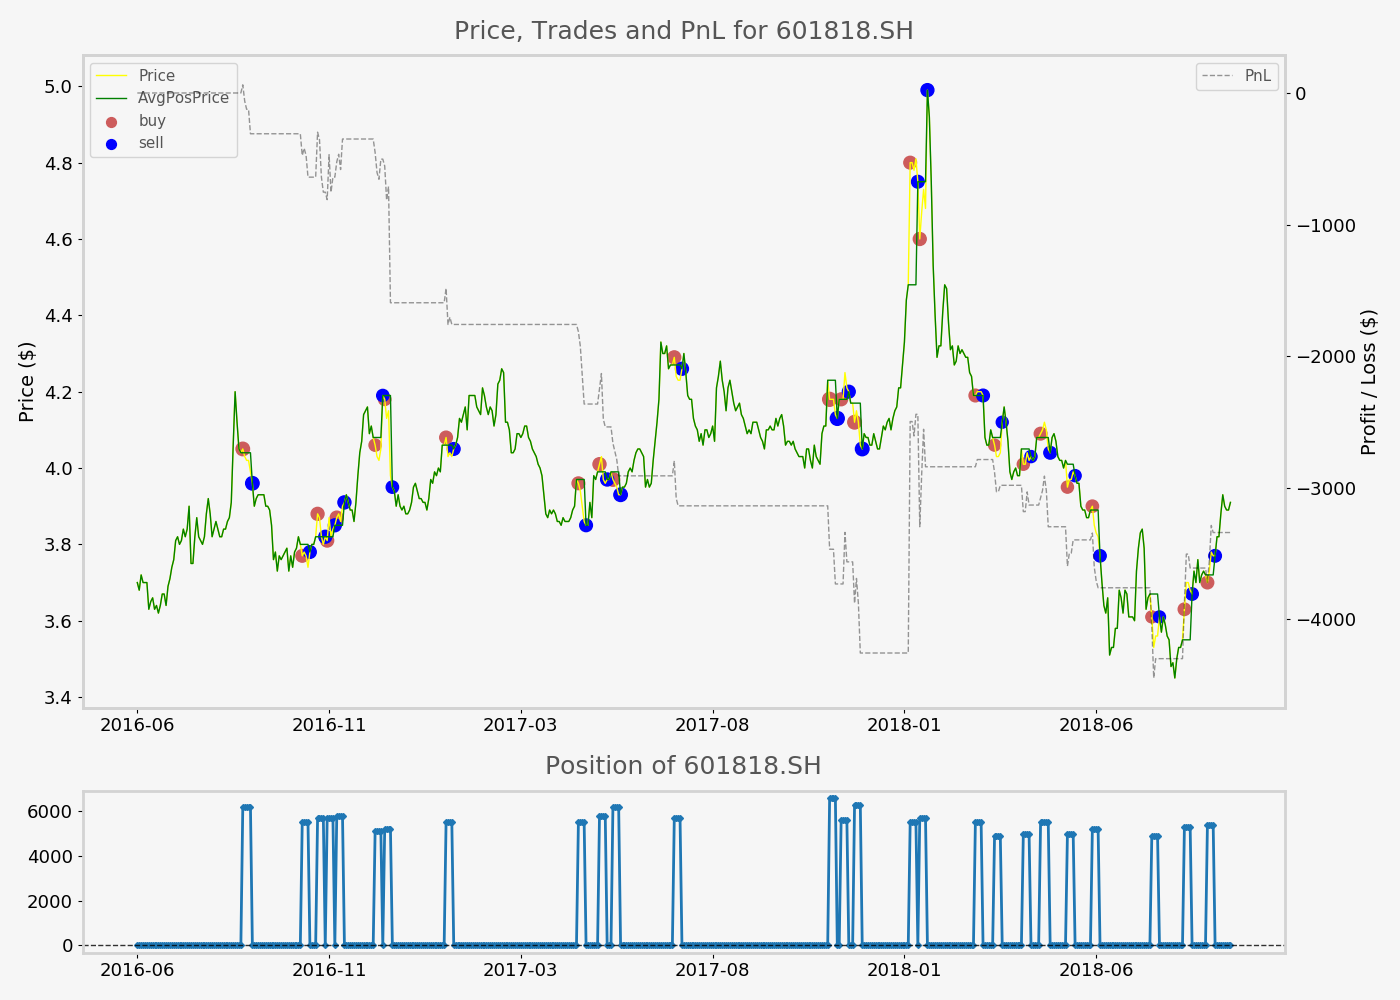 Price, Trades and PnL for 601818.SH
Price
AvgPosPrice
buy
sell
PnL
5.0
4.8
4.6
4.4
4.2
4.0
3.8
3.6
3.4
Price ($)
0
−1000
−2000
−3000
−4000
Profit / Loss ($)
2016-06 2016-11 2017-03 2017-08 2018-01 2018-06
Position of 601818.SH
6000
4000
2000
0
2016-06 2016-11 2017-03 2017-08 2018-01 2018-06